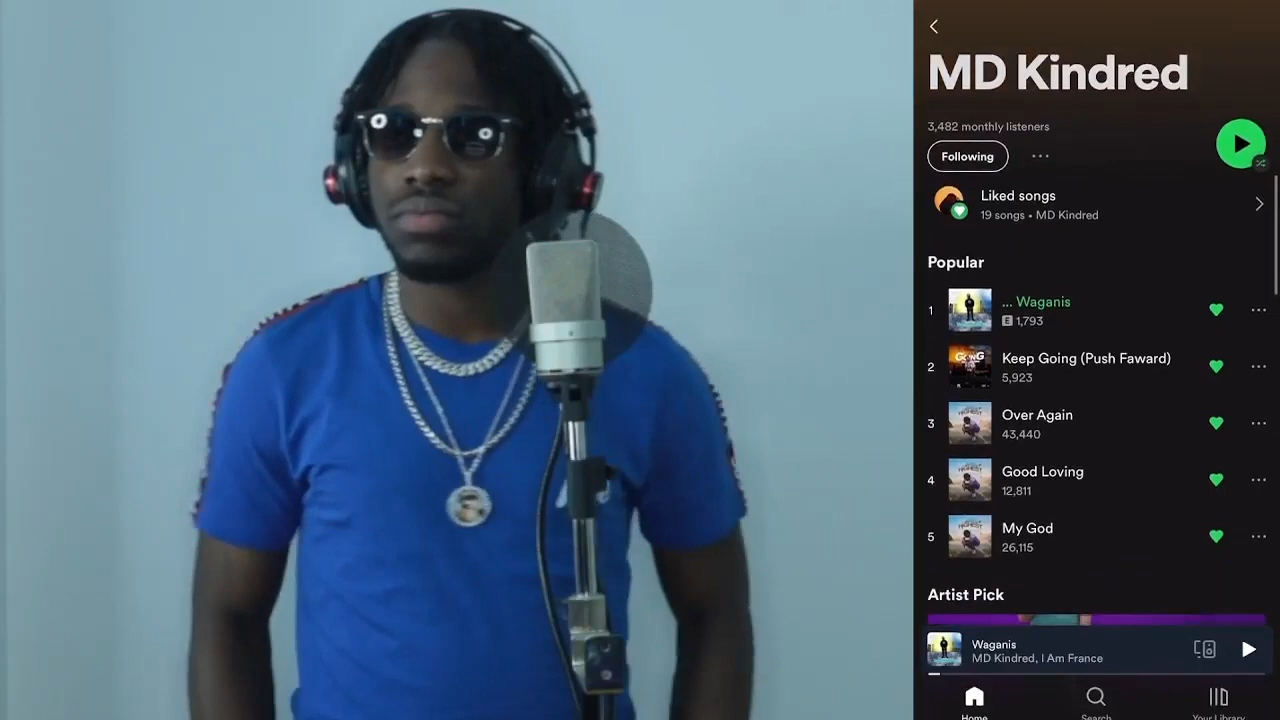 MD Kindred
3,482 monthly listeners
Following
Liked songs
19 songs • MD Kindred
Popular
1
... Waganis
E 1,793
2
Keep Going (Push Faward)
5,923
3
Over Again
43,440
4
Good Loving
12,811
5
My God
26,115
Artist Pick
Waganis
MD Kindred, I Am France
Home
Search
Your Library